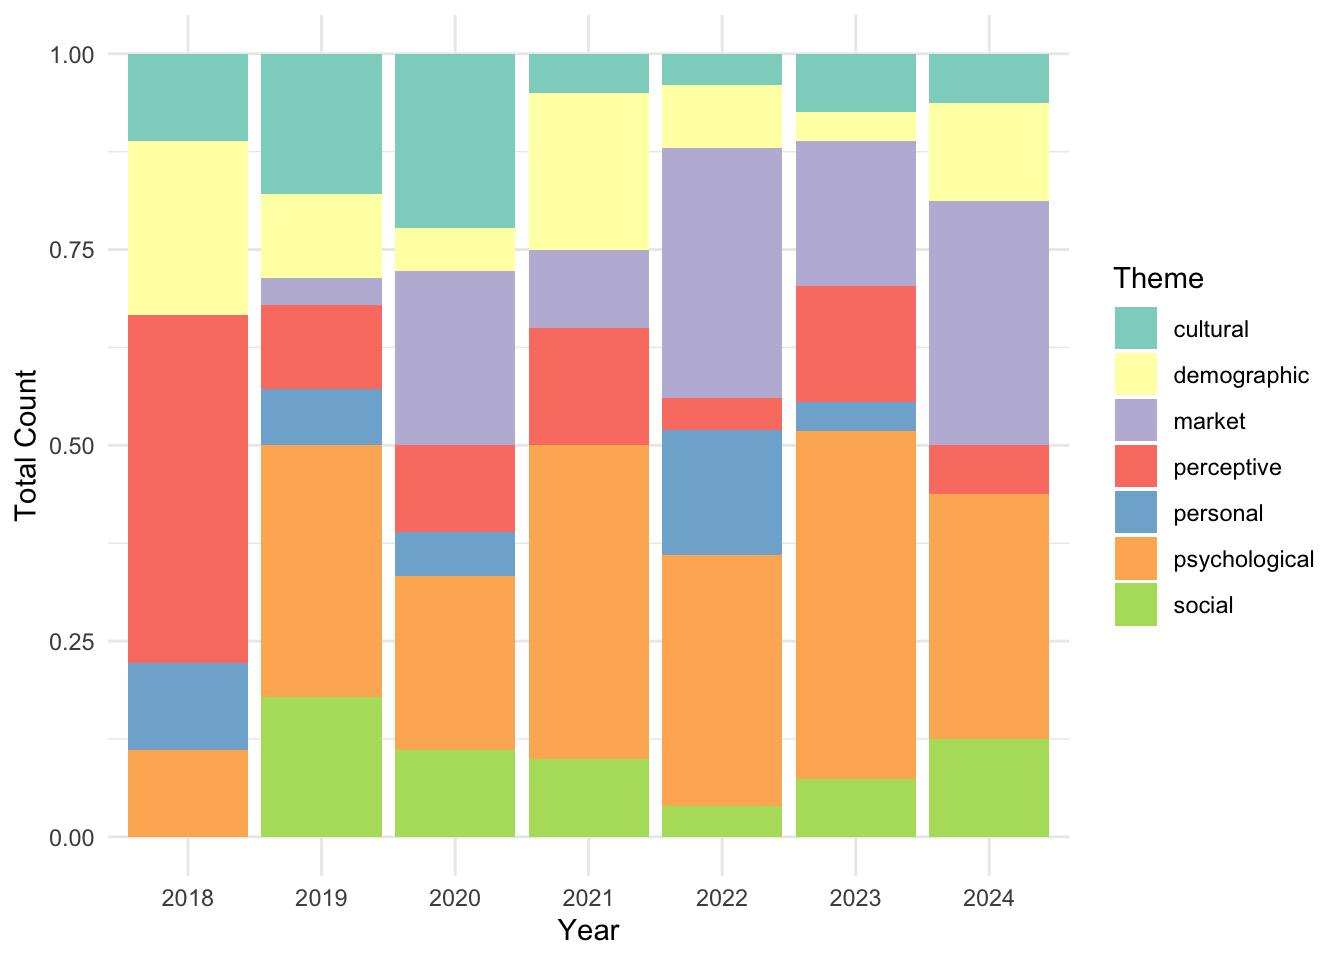 1.00
0.75
0.50
0.25
0.00
Total Count
2018 2019 2020 2021 2022 2023 2024
Year
Theme
cultural
demographic
market
perceptive
personal
psychological
social